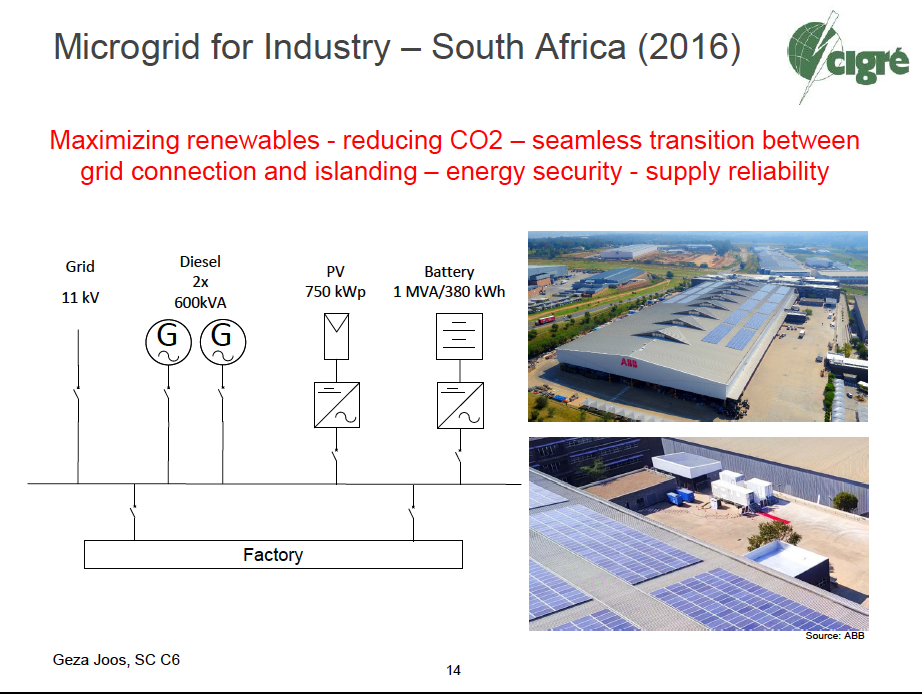 Microgrid for Industry – South Africa (2016)
cigré
Maximizing renewables - reducing CO2 – seamless transition between
grid connection and islanding – energy security - supply reliability
Grid
11 kV
Diesel
2x
600kVA
G
G
PV
750 kWp
Battery
1 MVA/380 kWh
Factory
ABB
Source: ABB
Geza Joos, SC C6
14